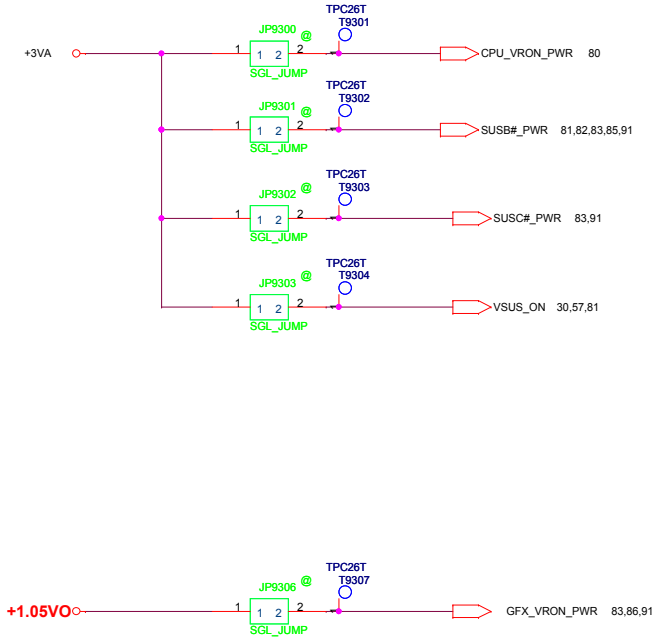 TPC26T
JP9300 @ T9301
+3VA 1 1 2 2 CPU_VRON_PWR 80
SGL_JUMP
TPC26T
JP9301 @ T9302
1 1 2 2 SUSB#_PWR 81,82,83,85,91
SGL_JUMP
TPC26T
JP9302 @ T9303
1 1 2 2 SUSC#_PWR 83,91
SGL_JUMP
TPC26T
JP9303 @ T9304
1 1 2 2 VSUS_ON 30,57,81
SGL_JUMP
TPC26T
JP9306 @ T9307
+1.05VO 1 1 2 2 GFX_VRON_PWR 83,86,91
SGL_JUMP